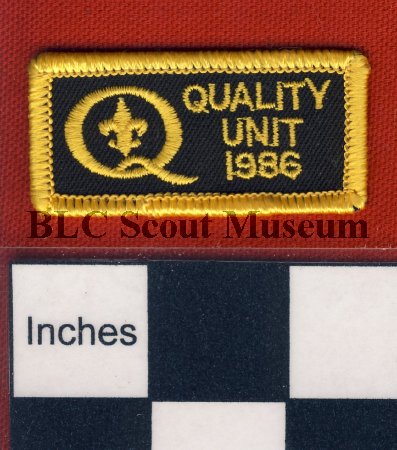 QUALITY
UNIT
1986
BLC Scout Museum
Inches